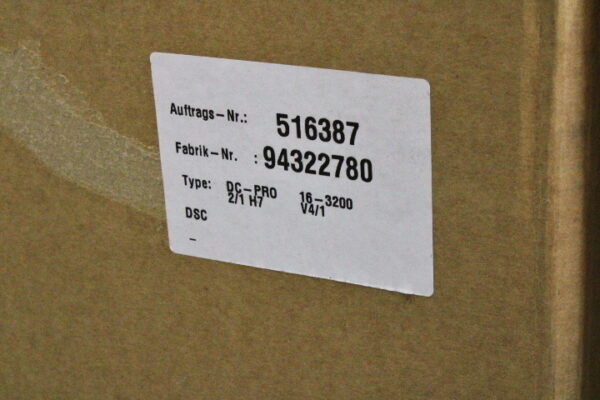 Auftrags-Nr.: 516387
Fabrik-Nr. : 94322780
Type: DC-PRO 16-3200
2/1 H7 V4/1
DSC
-